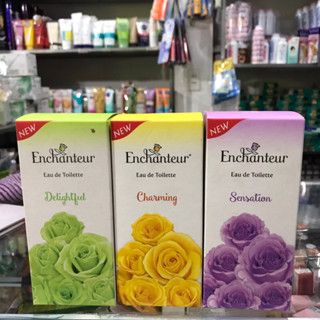 NEW
Enchanteur
Eau de Toilette
Delightful
NEW
Enchanteur
Eau de Toilette
Charming
NEW
Enchanteur
Eau de Toilette
Sensation